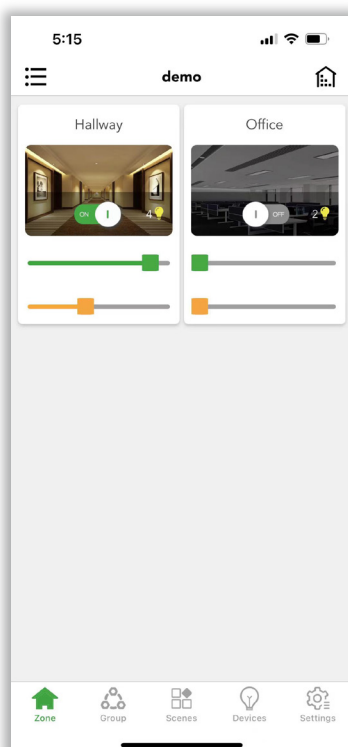 5:15
demo
Hallway
Office
ON
4
OFF
2
Zone
Group
Scenes
Devices
Settings